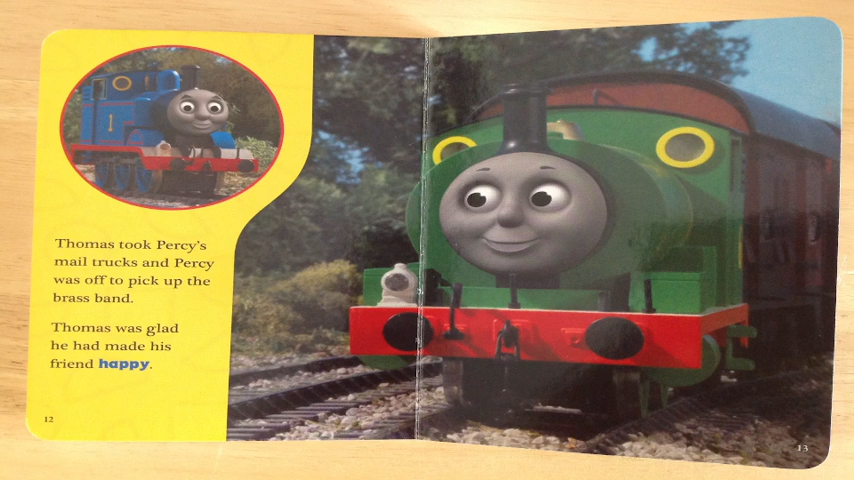 1
Thomas took Percy's
mail trucks and Percy
was off to pick up the
brass band.
Thomas was glad
he had made his
friend happy.
12
13